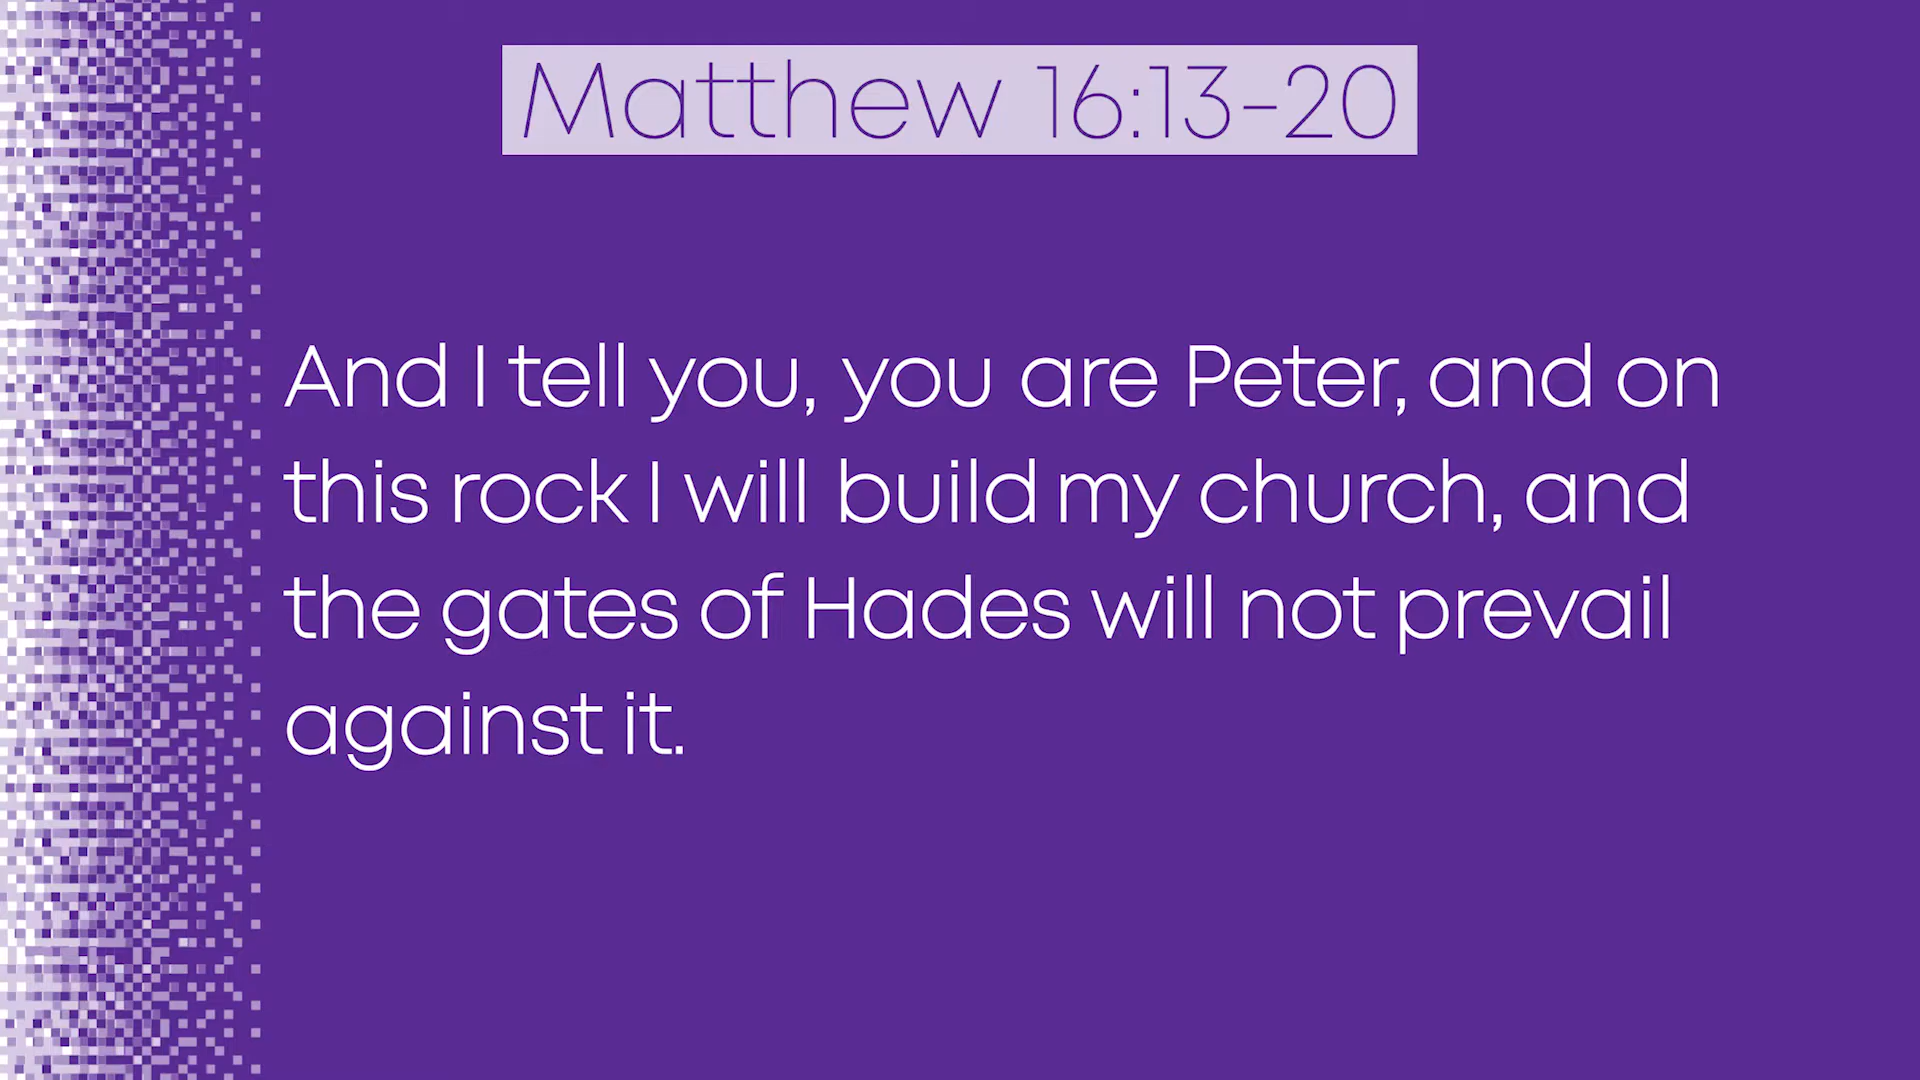 Matthew 16:13-20
And I tell you, you are Peter, and on
this rock I will build my church, and
the gates of Hades will not prevail
against it.